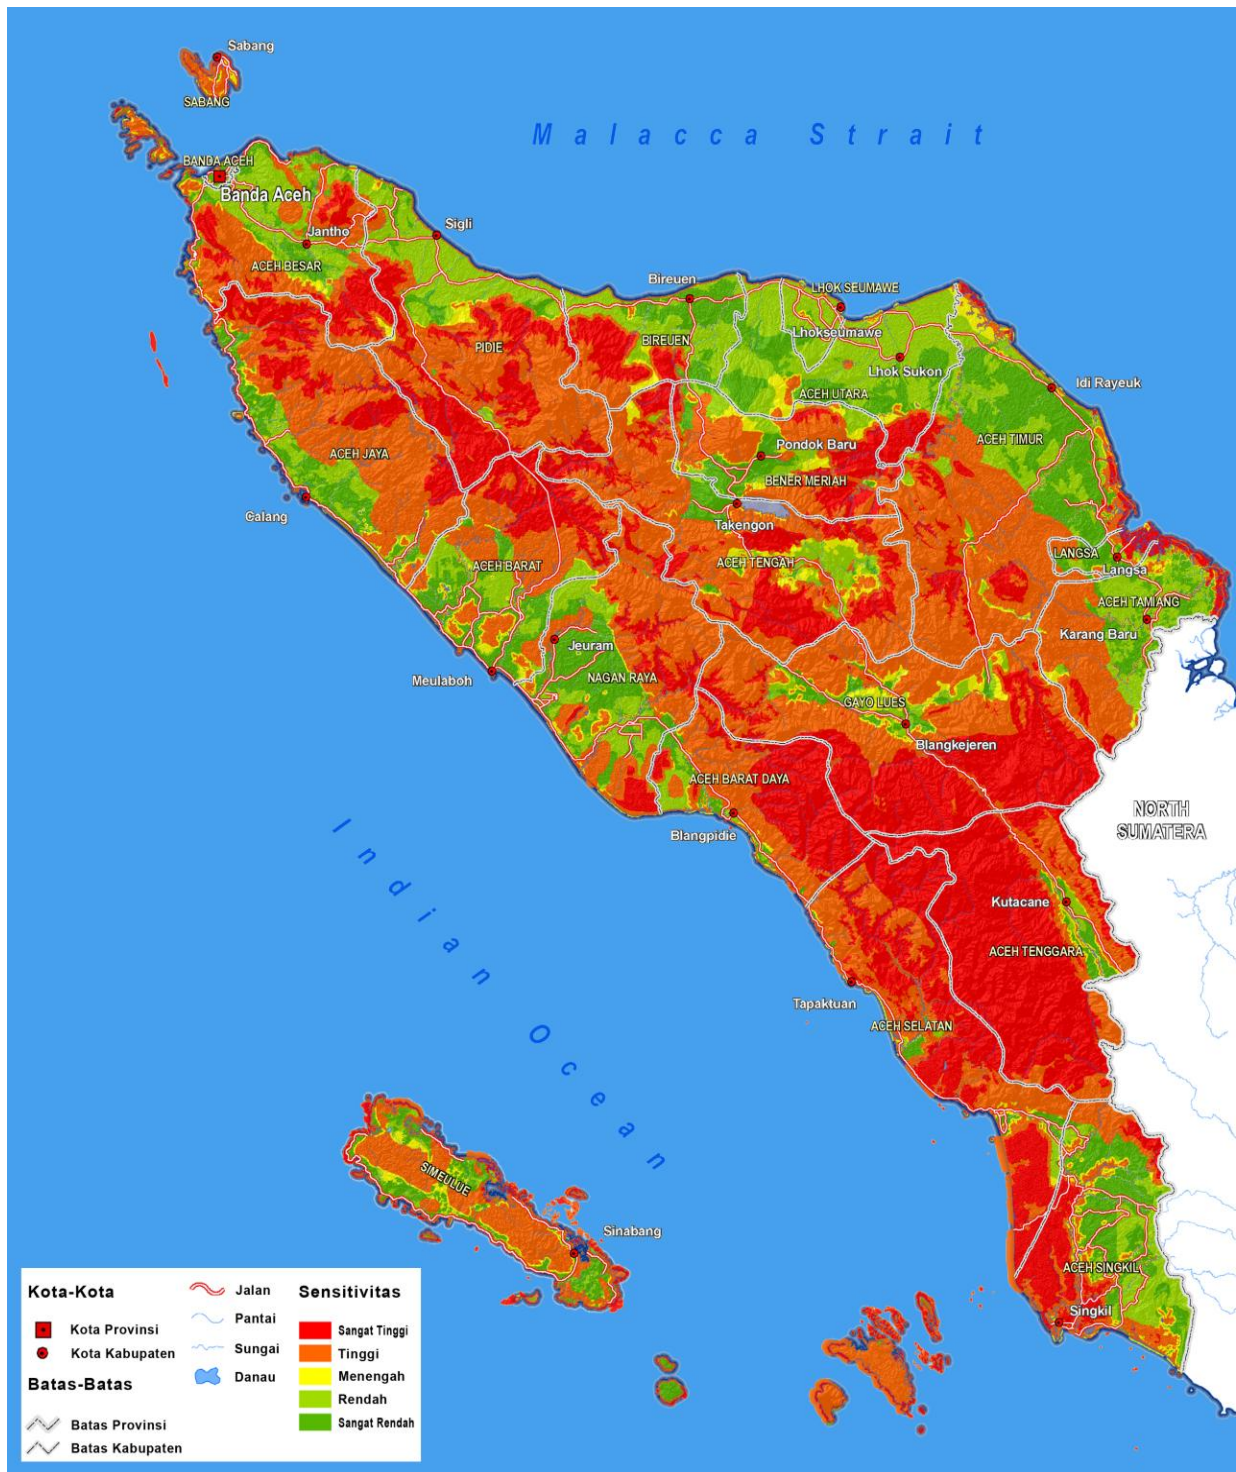 Sabang
SABANG
Malacca Strait
BANDA ACEH
Banda Aceh
Jantho
Sigli
ACEH BESAR
Bireuen
LHOK SEUMAWE
Lhokseumawe
PIDIE
BIREUEN
Lhok Sukon
Idi Rayeuk
ACEH UTARA
ACEH TIMUR
Pondok Baru
ACEH JAYA
BENER MERIAH
Calang
Takengon
LANGSA
Langsa
ACEH BARAT
ACEH TENGAH
ACEH TAMIANG
Karang Baru
Jeuram
Meulaboh
NAGAN RAYA
GAYO LUES
Blangkejeren
ACEH BARAT DAYA
NORTH
SUMATERA
Blangpidie
Indian Ocean
Kutacane
ACEH TENGGARA
Tapaktuan
ACEH SELATAN
SIMEULUE
Sinabang
ACEH SINGKIL
Singkil
Kota-Kota
Kota Provinsi
Kota Kabupaten
Batas-Batas
Batas Provinsi
Batas Kabupaten
Jalan
Pantai
Sungai
Danau
Sensitivitas
Sangat Tinggi
Tinggi
Menengah
Rendah
Sangat Rendah